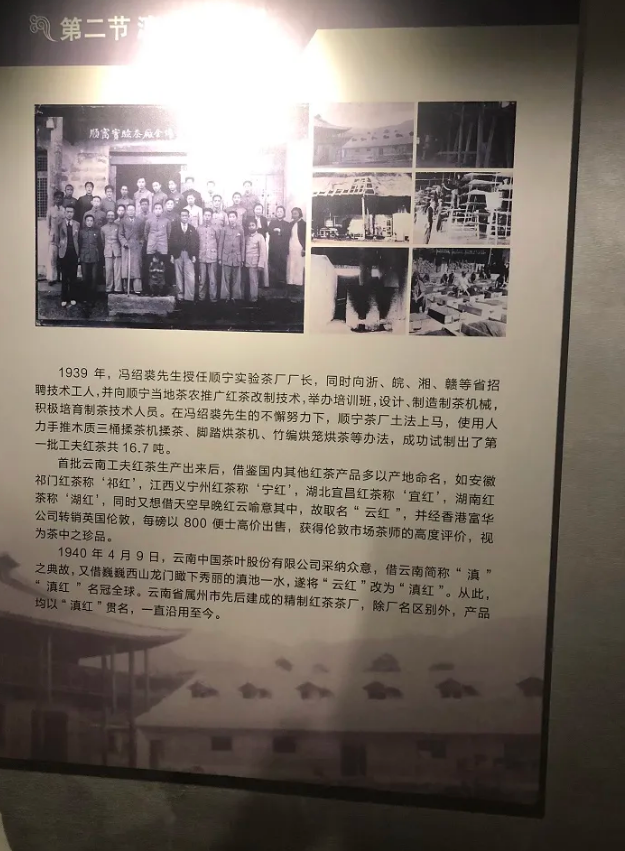 第二节
1939 年，冯绍裘先生授任顺宁实验茶厂厂长，同时向浙、皖、湘、赣等省招
聘技术工人，并向顺宁当地茶农推广红茶改制技术，举办培训班，设计、制造制茶机械，
积极培育制茶技术人员。在冯绍裘先生的不懈努力下，顺宁茶厂土法上马，使用人
力手推木质三桶揉茶机揉茶、脚踏烘茶机、竹编烘笼烘茶等办法，成功试制出了第
一批工夫红茶共 16.7 吨。
首批云南工夫红茶生产出来后，借鉴国内其他红茶产品多以产地命名，如安徽
祁门红茶称‘祁红’，江西义宁州红茶称‘宁红’，湖北宜昌红茶称‘宜红’，湖南红
茶称‘湖红’，同时又想借天空早晚红云喻意其中，故取名“ 云红 ”，并经香港富华
公司转销英国伦敦，每磅以 800 便士高价出售，获得伦敦市场茶师的高度评价，视
为茶中之珍品。
1940 年 4 月 9 日，云南中国茶叶股份有限公司采纳众意，借云南简称“ 滇 ”
之典故，又借巍巍西山龙门瞰下秀丽的滇池一水，遂将“云红”改为“滇红”。从此，
“ 滇红 ”名冠全球。云南省属州市先后建成的精制红茶茶厂，除厂名区别外，产品
均以“滇红”贯名，一直沿用至今。